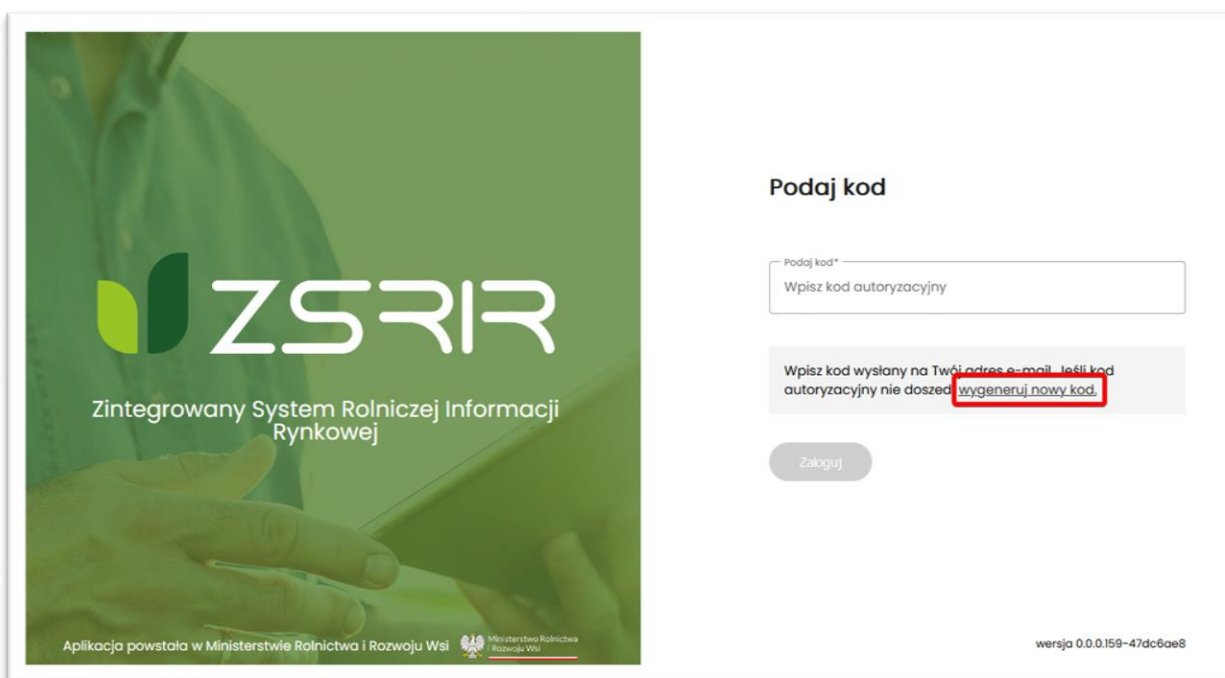 ZSRIR
Zintegrowany System Rolniczej Informacji
Rynkowej
Aplikacja powstała w Ministerstwie Rolnictwa i Rozwoju Wsi
Ministerstwo Rolnictwa
i Rozwoju Wsi
Podaj kod
Podaj kod*
Wpisz kod autoryzacyjny
Wpisz kod wysłany na Twój adres e-mail. Jeśli kod
autoryzacyjny nie doszed wygeneruj nowy kod.
Zaloguj
wersja 0.0.0.159-47dc6ae8